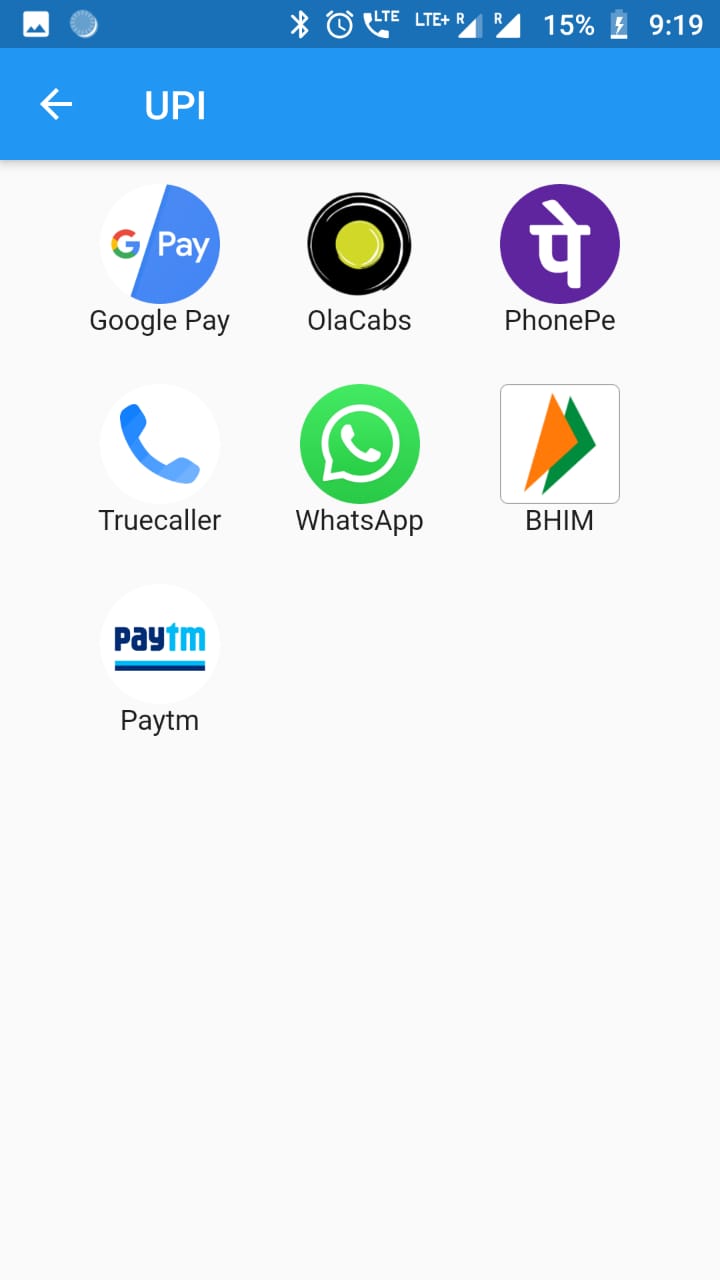 LTE LTE+ R R 15% 9:19
UPI
G Pay
पे
Google Pay OlaCabs PhonePe
Truecaller WhatsApp BHIM
paytm
Paytm